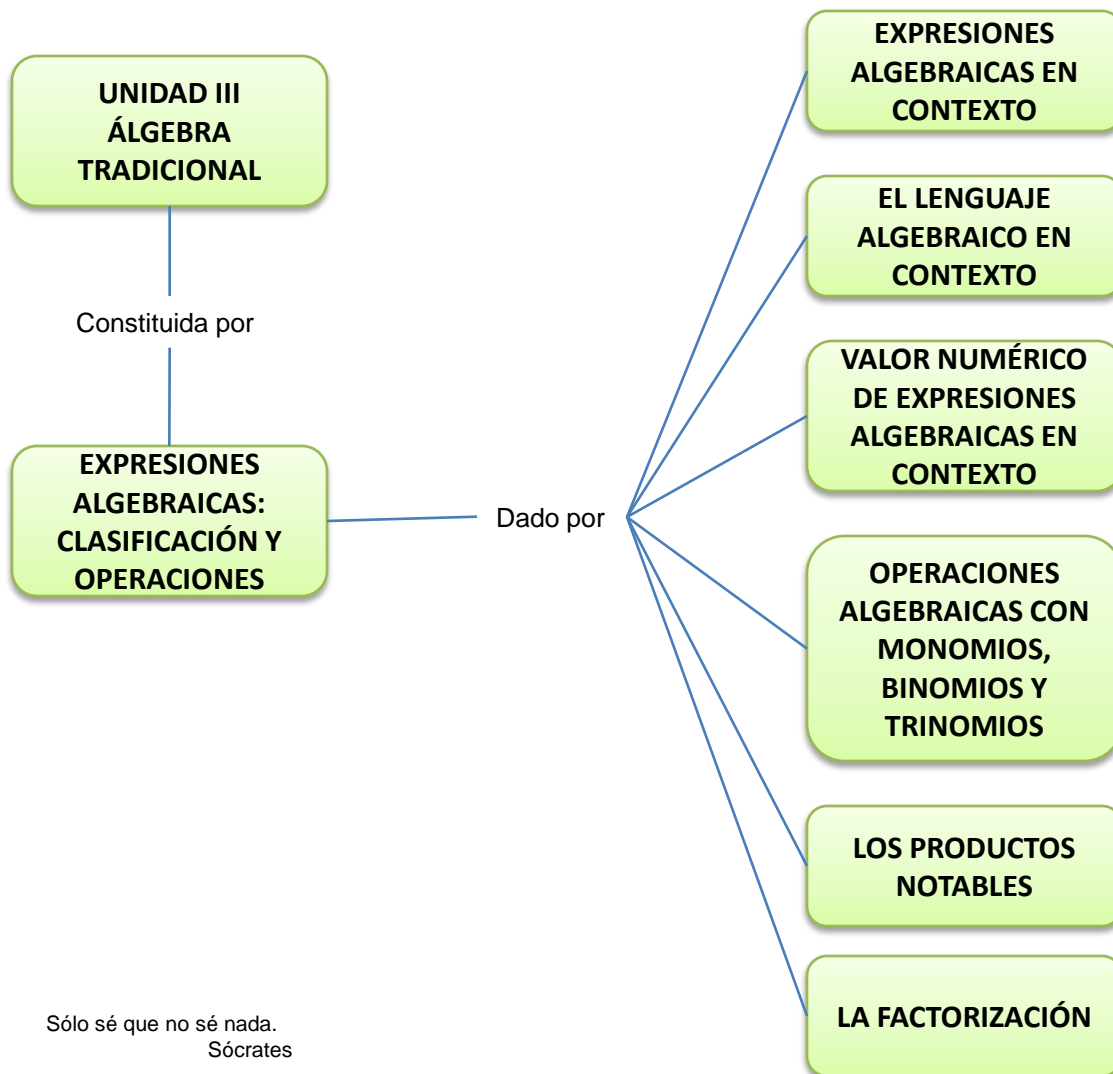 UNIDAD III
ÁLGEBRA
TRADICIONAL
Constituida por
EXPRESIONES
ALGEBRAICAS:
CLASIFICACIÓN Y
OPERACIONES
Dado por
EXPRESIONES
ALGEBRAICAS EN
CONTEXTO
EL LENGUAJE
ALGEBRAICO EN
CONTEXTO
VALOR NUMÉRICO
DE EXPRESIONES
ALGEBRAICAS EN
CONTEXTO
OPERACIONES
ALGEBRAICAS CON
MONOMIOS,
BINOMIOS Y
TRINOMIOS
LOS PRODUCTOS
NOTABLES
LA FACTORIZACIÓN
Sólo sé que no sé nada.
Sócrates